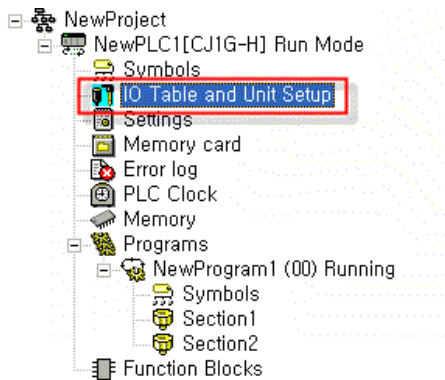 NewProject
NewPLC1[CJ1G-H] Run Mode
Symbols
IO Table and Unit Setup
Settings
Memory card
Error log
PLC Clock
Memory
Programs
NewProgram1 (00) Running
Symbols
Section1
Section2
Function Blocks